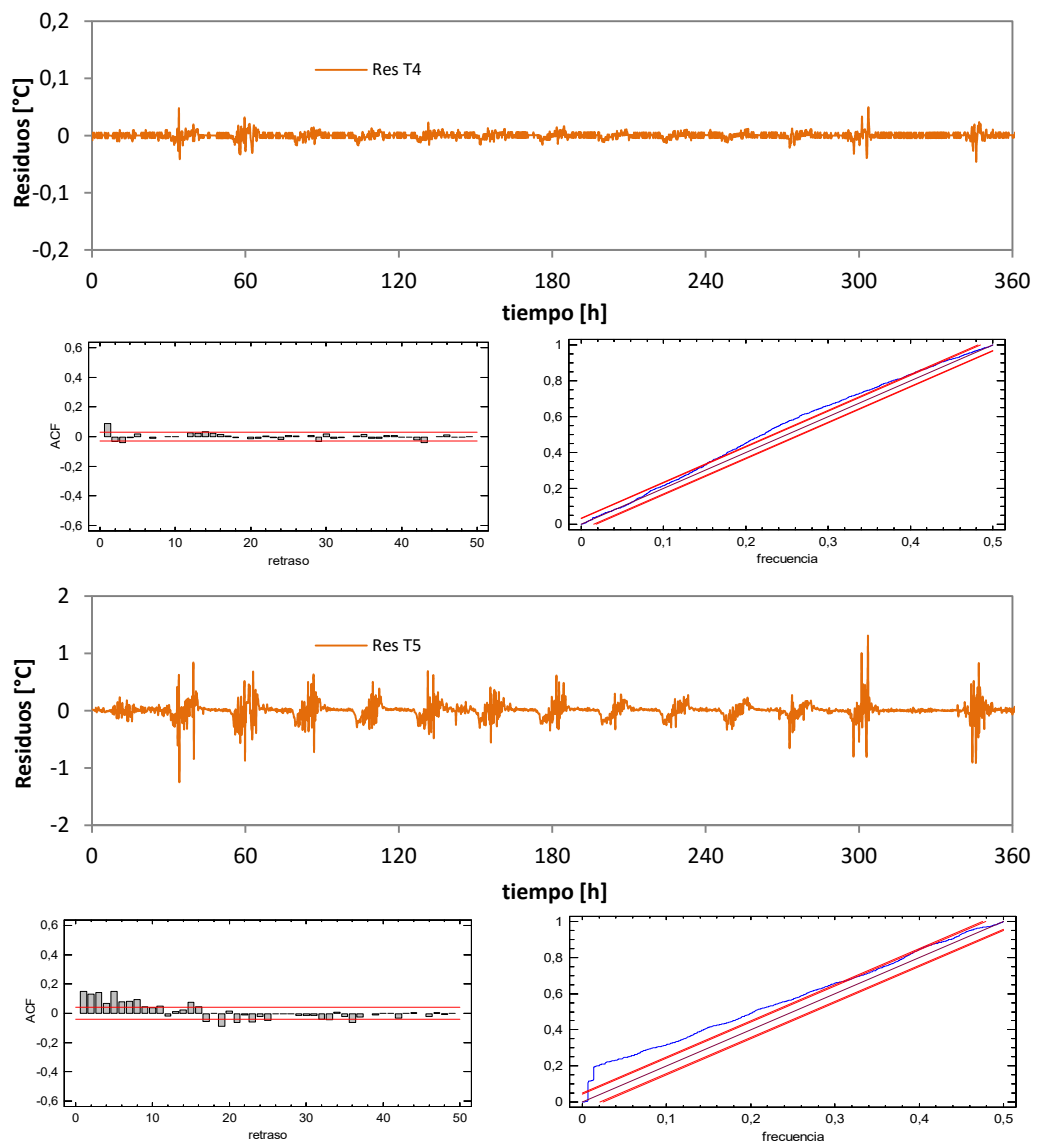 0,2
Res T4
0,1
Residuos [°C]
0
-0,1
-0,2
0 60 120 180 240 300 360
tiempo [h]
0,6
0,4
0,2
ACF
0
-0,2
-0,4
-0,6
0 10 20 30 40 50
retraso
1
0,8
0,6
0,4
0,2
0
0 0,1 0,2 0,3 0,4 0,5
frecuencia
2
Res T5
1
Residuos [°C]
0
-1
-2
0 60 120 180 240 300 360
tiempo [h]
0,6
0,4
0,2
ACF
0
-0,2
-0,4
-0,6
0 10 20 30 40 50
retraso
1
0,8
0,6
0,4
0,2
0
0 0,1 0,2 0,3 0,4 0,5
frecuencia